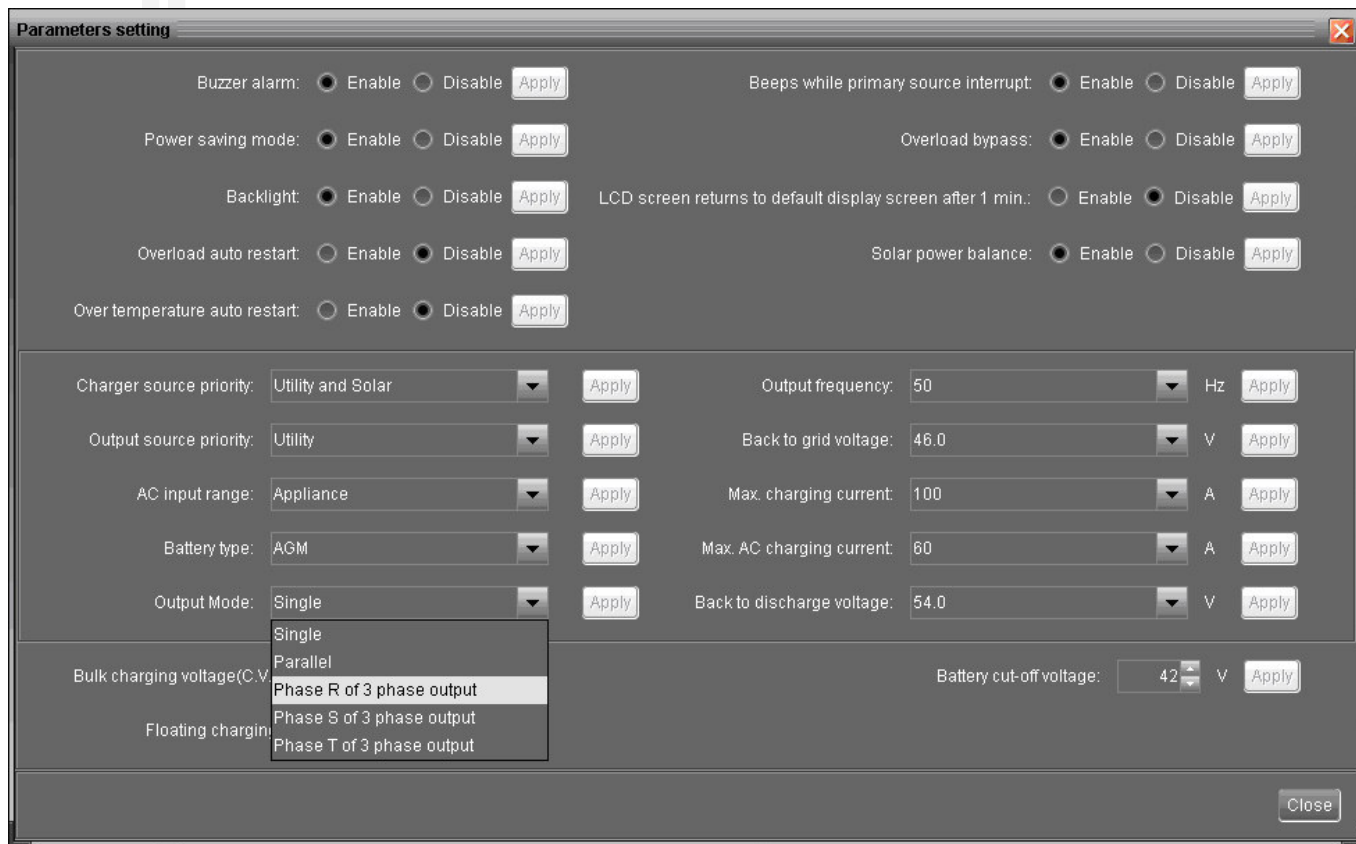 Parameters setting
Buzzer alarm: Enable Disable Apply Beeps while primary source interrupt: Enable Disable Apply
Power saving mode: Enable Disable Apply Overload bypass: Enable Disable Apply
Backlight: Enable Disable Apply LCD screen returns to default display screen after 1 min.: Enable Disable Apply
Overload auto restart: Enable Disable Apply Solar power balance: Enable Disable Apply
Over temperature auto restart: Enable Disable Apply
Charger source priority: Utility and Solar Apply Output frequency: 50 Hz Apply
Output source priority: Utility Apply Back to grid voltage: 46.0 V Apply
AC input range: Appliance Apply Max. charging current: 100 A Apply
Battery type: AGM Apply Max. AC charging current: 60 A Apply
Output Mode: Single Apply Back to discharge voltage: 54.0 V Apply
Single
Parallel
Bulk charging voltage(C.V. Battery cut-off voltage: 42 V Apply
Phase R of 3 phase output
Phase S of 3 phase output
Floating charging
Phase T of 3 phase output
Close